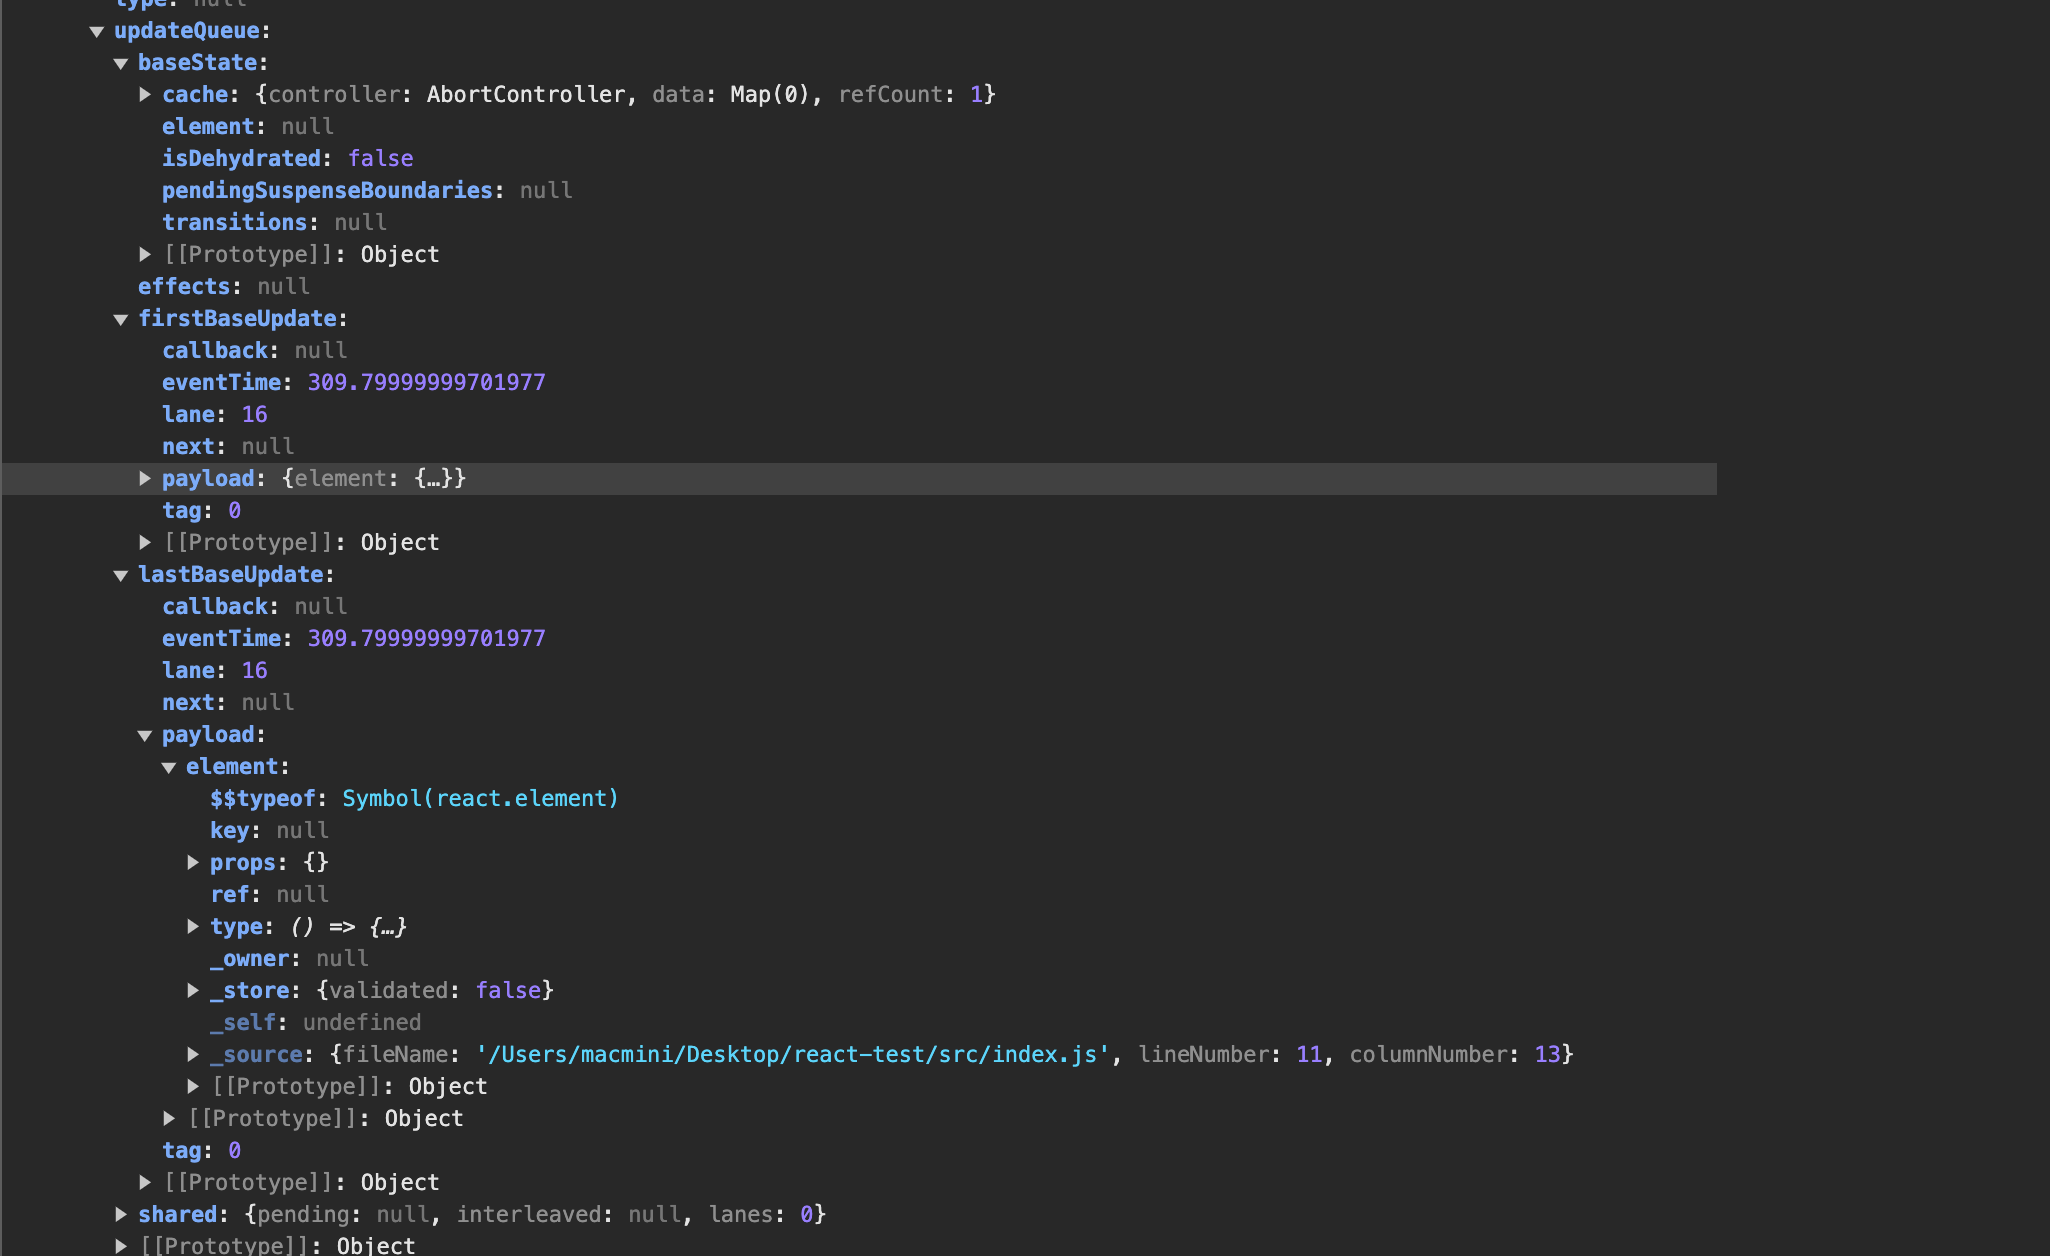 type: null
updateQueue:
baseState:
cache: {controller: AbortController, data: Map(0), refCount: 1}
element: null
isDehydrated: false
pendingSuspenseBoundaries: null
transitions: null
[[Prototype]]: Object
effects: null
firstBaseUpdate:
callback: null
eventTime: 309.79999999701977
lane: 16
next: null
payload: {element: {…}}
tag: 0
[[Prototype]]: Object
lastBaseUpdate:
callback: null
eventTime: 309.79999999701977
lane: 16
next: null
payload:
element:
$$typeof: Symbol(react.element)
key: null
props: {}
ref: null
type: () => {…}
_owner: null
_store: {validated: false}
_self: undefined
_source: {fileName: '/Users/macmini/Desktop/react-test/src/index.js', lineNumber: 11, columnNumber: 13}
[[Prototype]]: Object
[[Prototype]]: Object
tag: 0
[[Prototype]]: Object
shared: {pending: null, interleaved: null, lanes: 0}
[[Prototype]]: Object